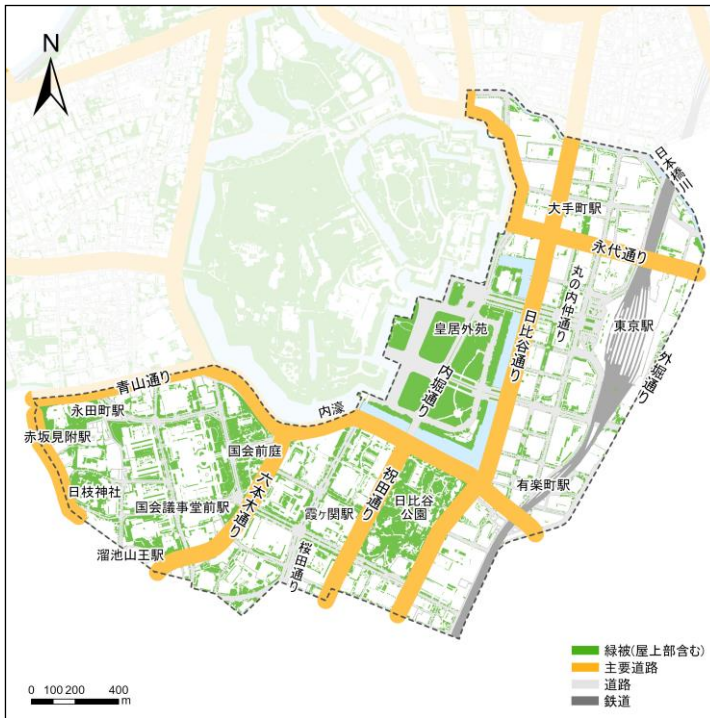 N
日本橋川
大手町駅
永代通り
丸の内仲通り
東京駅
皇居外苑
日比谷通り
外堀通り
内堀通り
青山通り
内濠
永田町駅
赤坂見附駅
国会前庭
日枝神社
国会議事堂前駅
六本木通り
霞ヶ関駅
祝田通り
日比谷
公園
有楽町駅
溜池山王駅
桜田通り
緑被(屋上部含む)
主要道路
道路
鉄道
0 100 200 400
m